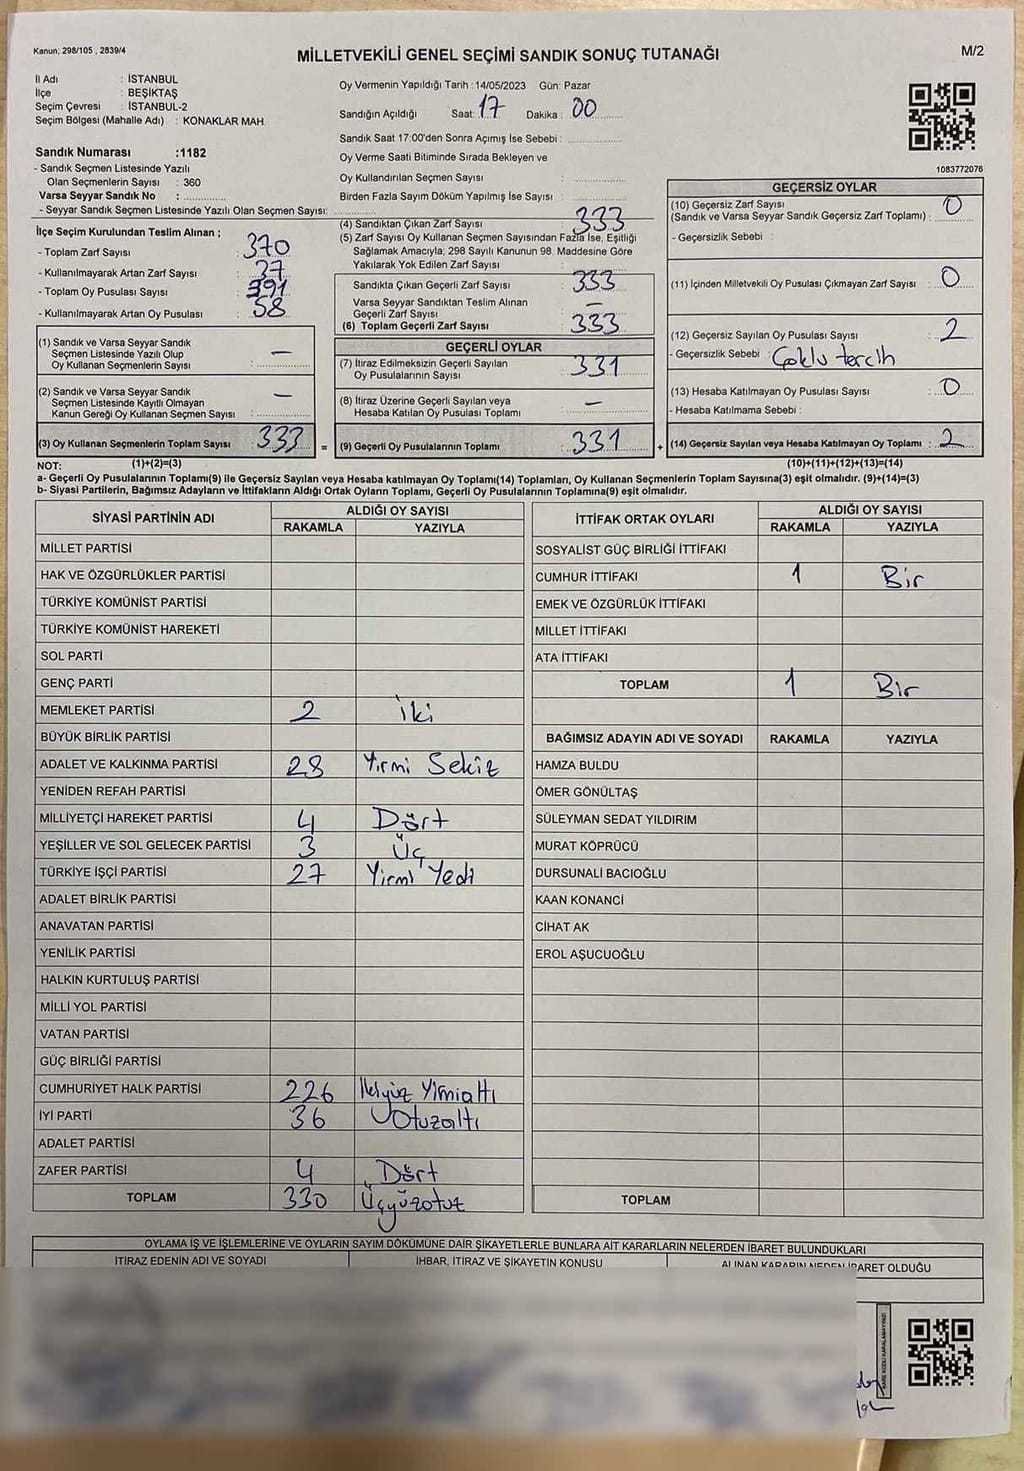 Kanun; 298/105 , 2839/4
MİLLETVEKİLİ GENEL SEÇİMİ SANDIK SONUÇ TUTANAĞI
M/2
İl Adı : İSTANBUL
İlçe : BEŞİKTAŞ
Seçim Çevresi : İSTANBUL-2
Seçim Bölgesi (Mahalle Adı) : KONAKLAR MAH.
Sandık Numarası :1182
- Sandık Seçmen Listesinde Yazılı
Olan Seçmenlerin Sayısı : 360
Varsa Seyyar Sandık No :
- Seyyar Sandık Seçmen Listesinde Yazılı Olan Seçmen Sayısı:
Oy Vermenin Yapıldığı Tarih : 14/05/2023 Gün: Pazar
Sandığın Açıldığı Saat: 17 Dakika : 00
Sandık Saat 17:00'den Sonra Açımış İse Sebebi :
Oy Verme Saati Bitiminde Sırada Bekleyen ve
Oy Kullandırılan Seçmen Sayısı :
Birden Fazla Sayım Döküm Yapılmış İse Sayısı :
1083772076
İlçe Seçim Kurulundan Teslim Alınan ;
- Toplam Zarf Sayısı : 370
- Kullanılmayarak Artan Zarf Sayısı : 37
- Toplam Oy Pusulası Sayısı : 391
- Kullanılmayarak Artan Oy Pusulası : 58
(1) Sandık ve Varsa Seyyar Sandık
Seçmen Listesinde Yazılı Olup
Oy Kullanan Seçmenlerin Sayısı : —
(2) Sandık ve Varsa Seyyar Sandık
Seçmen Listesinde Kayıtlı Olmayan
Kanun Gereği Oy Kullanan Seçmen Sayısı : —
(3) Oy Kullanan Seçmenlerin Toplam Sayısı : 333
(4) Sandıktan Çıkan Zarf Sayısı : 333
(5) Zarf Sayısı Oy Kullanan Seçmen Sayısından Fazla İse, Eşitliği
Sağlamak Amacıyla; 298 Sayılı Kanunun 98. Maddesine Göre
Yakılarak Yok Edilen Zarf Sayısı :
Sandıkta Çıkan Geçerli Zarf Sayısı : 333
Varsa Seyyar Sandıktan Teslim Alınan
Geçerli Zarf Sayısı : —
(6) Toplam Geçerli Zarf Sayısı : 333
GEÇERLİ OYLAR
(7) İtiraz Edilmeksizin Geçerli Sayılan
Oy Pusulalarının Sayısı : 331
(8) İtiraz Üzerine Geçerli Sayılan veya
Hesaba Katılan Oy Pusulası Toplamı : —
= (9) Geçerli Oy Pusulalarının Toplamı : 331
GEÇERSİZ OYLAR
(10) Geçersiz Zarf Sayısı
(Sandık ve Varsa Seyyar Sandık Geçersiz Zarf Toplamı) : 0
- Geçersizlik Sebebi :
(11) İçinden Milletvekili Oy Pusulası Çıkmayan Zarf Sayısı : 0
(12) Geçersiz Sayılan Oy Pusulası Sayısı : 2
- Geçersizlik Sebebi : Çoklu tercih
(13) Hesaba Katılmayan Oy Pusulası Sayısı : 0
- Hesaba Katılmama Sebebi :
+ (14) Geçersiz Sayılan veya Hesaba Katılmayan Oy Toplamı : 2
NOT: (1)+(2)=(3) (10)+(11)+(12)+(13)=(14)
a- Geçerli Oy Pusulalarının Toplamı(9) ile Geçersiz Sayılan veya Hesaba katılmayan Oy Toplamı(14) Toplamları, Oy Kullanan Seçmenlerin Toplam Sayısına(3) eşit olmalıdır. (9)+(14)=(3)
b- Siyasi Partilerin, Bağımsız Adayların ve İttifakların Aldığı Ortak Oyların Toplamı, Geçerli Oy Pusulalarının Toplamına(9) eşit olmalıdır.
SİYASİ PARTİNİN ADI ALDIĞI OY SAYISI
RAKAMLA YAZIYLA
MİLLET PARTİSİ
HAK VE ÖZGÜRLÜKLER PARTİSİ
TÜRKİYE KOMÜNİST PARTİSİ
TÜRKİYE KOMÜNİST HAREKETİ
SOL PARTİ
GENÇ PARTİ
MEMLEKET PARTİSİ 2 İki
BÜYÜK BİRLİK PARTİSİ
ADALET VE KALKINMA PARTİSİ 28 Yirmi Sekiz
YENİDEN REFAH PARTİSİ
MİLLİYETÇİ HAREKET PARTİSİ 4 Dört
YEŞİLLER VE SOL GELECEK PARTİSİ 3 Üç
TÜRKİYE İŞÇİ PARTİSİ 27 Yirmi Yedi
ADALET BİRLİK PARTİSİ
ANAVATAN PARTİSİ
YENİLİK PARTİSİ
HALKIN KURTULUŞ PARTİSİ
MİLLİ YOL PARTİSİ
VATAN PARTİSİ
GÜÇ BİRLİĞİ PARTİSİ
CUMHURİYET HALK PARTİSİ 226 İkiyüz Yirmialtı
İYİ PARTİ 36 Otuzaltı
ADALET PARTİSİ
ZAFER PARTİSİ 4 Dört
TOPLAM 330 Üçyüzotuz
İTTİFAK ORTAK OYLARI ALDIĞI OY SAYISI
RAKAMLA YAZIYLA
SOSYALİST GÜÇ BİRLİĞİ İTTİFAKI
CUMHUR İTTİFAKI 1 Bir
EMEK VE ÖZGÜRLÜK İTTİFAKI
MİLLET İTTİFAKI
ATA İTTİFAKI
TOPLAM 1 Bir
BAĞIMSIZ ADAYIN ADI VE SOYADI RAKAMLA YAZIYLA
HAMZA BULDU
ÖMER GÖNÜLTAŞ
SÜLEYMAN SEDAT YILDIRIM
MURAT KÖPRÜCÜ
DURSUNALİ BACIOĞLU
KAAN KONANCİ
CİHAT AK
EROL AŞUCUOĞLU
TOPLAM
OYLAMA İŞ VE İŞLEMLERİNE VE OYLARIN SAYIM DÖKÜMÜNE DAİR ŞİKAYETLERLE BUNLARA AİT KARARLARIN NELERDEN İBARET BULUNDUKLARI
İTİRAZ EDENİN ADI VE SOYADI İHBAR, İTİRAZ VE ŞİKAYETİN KONUSU ALINAN KARARIN NEDEN İBARET OLDUĞU